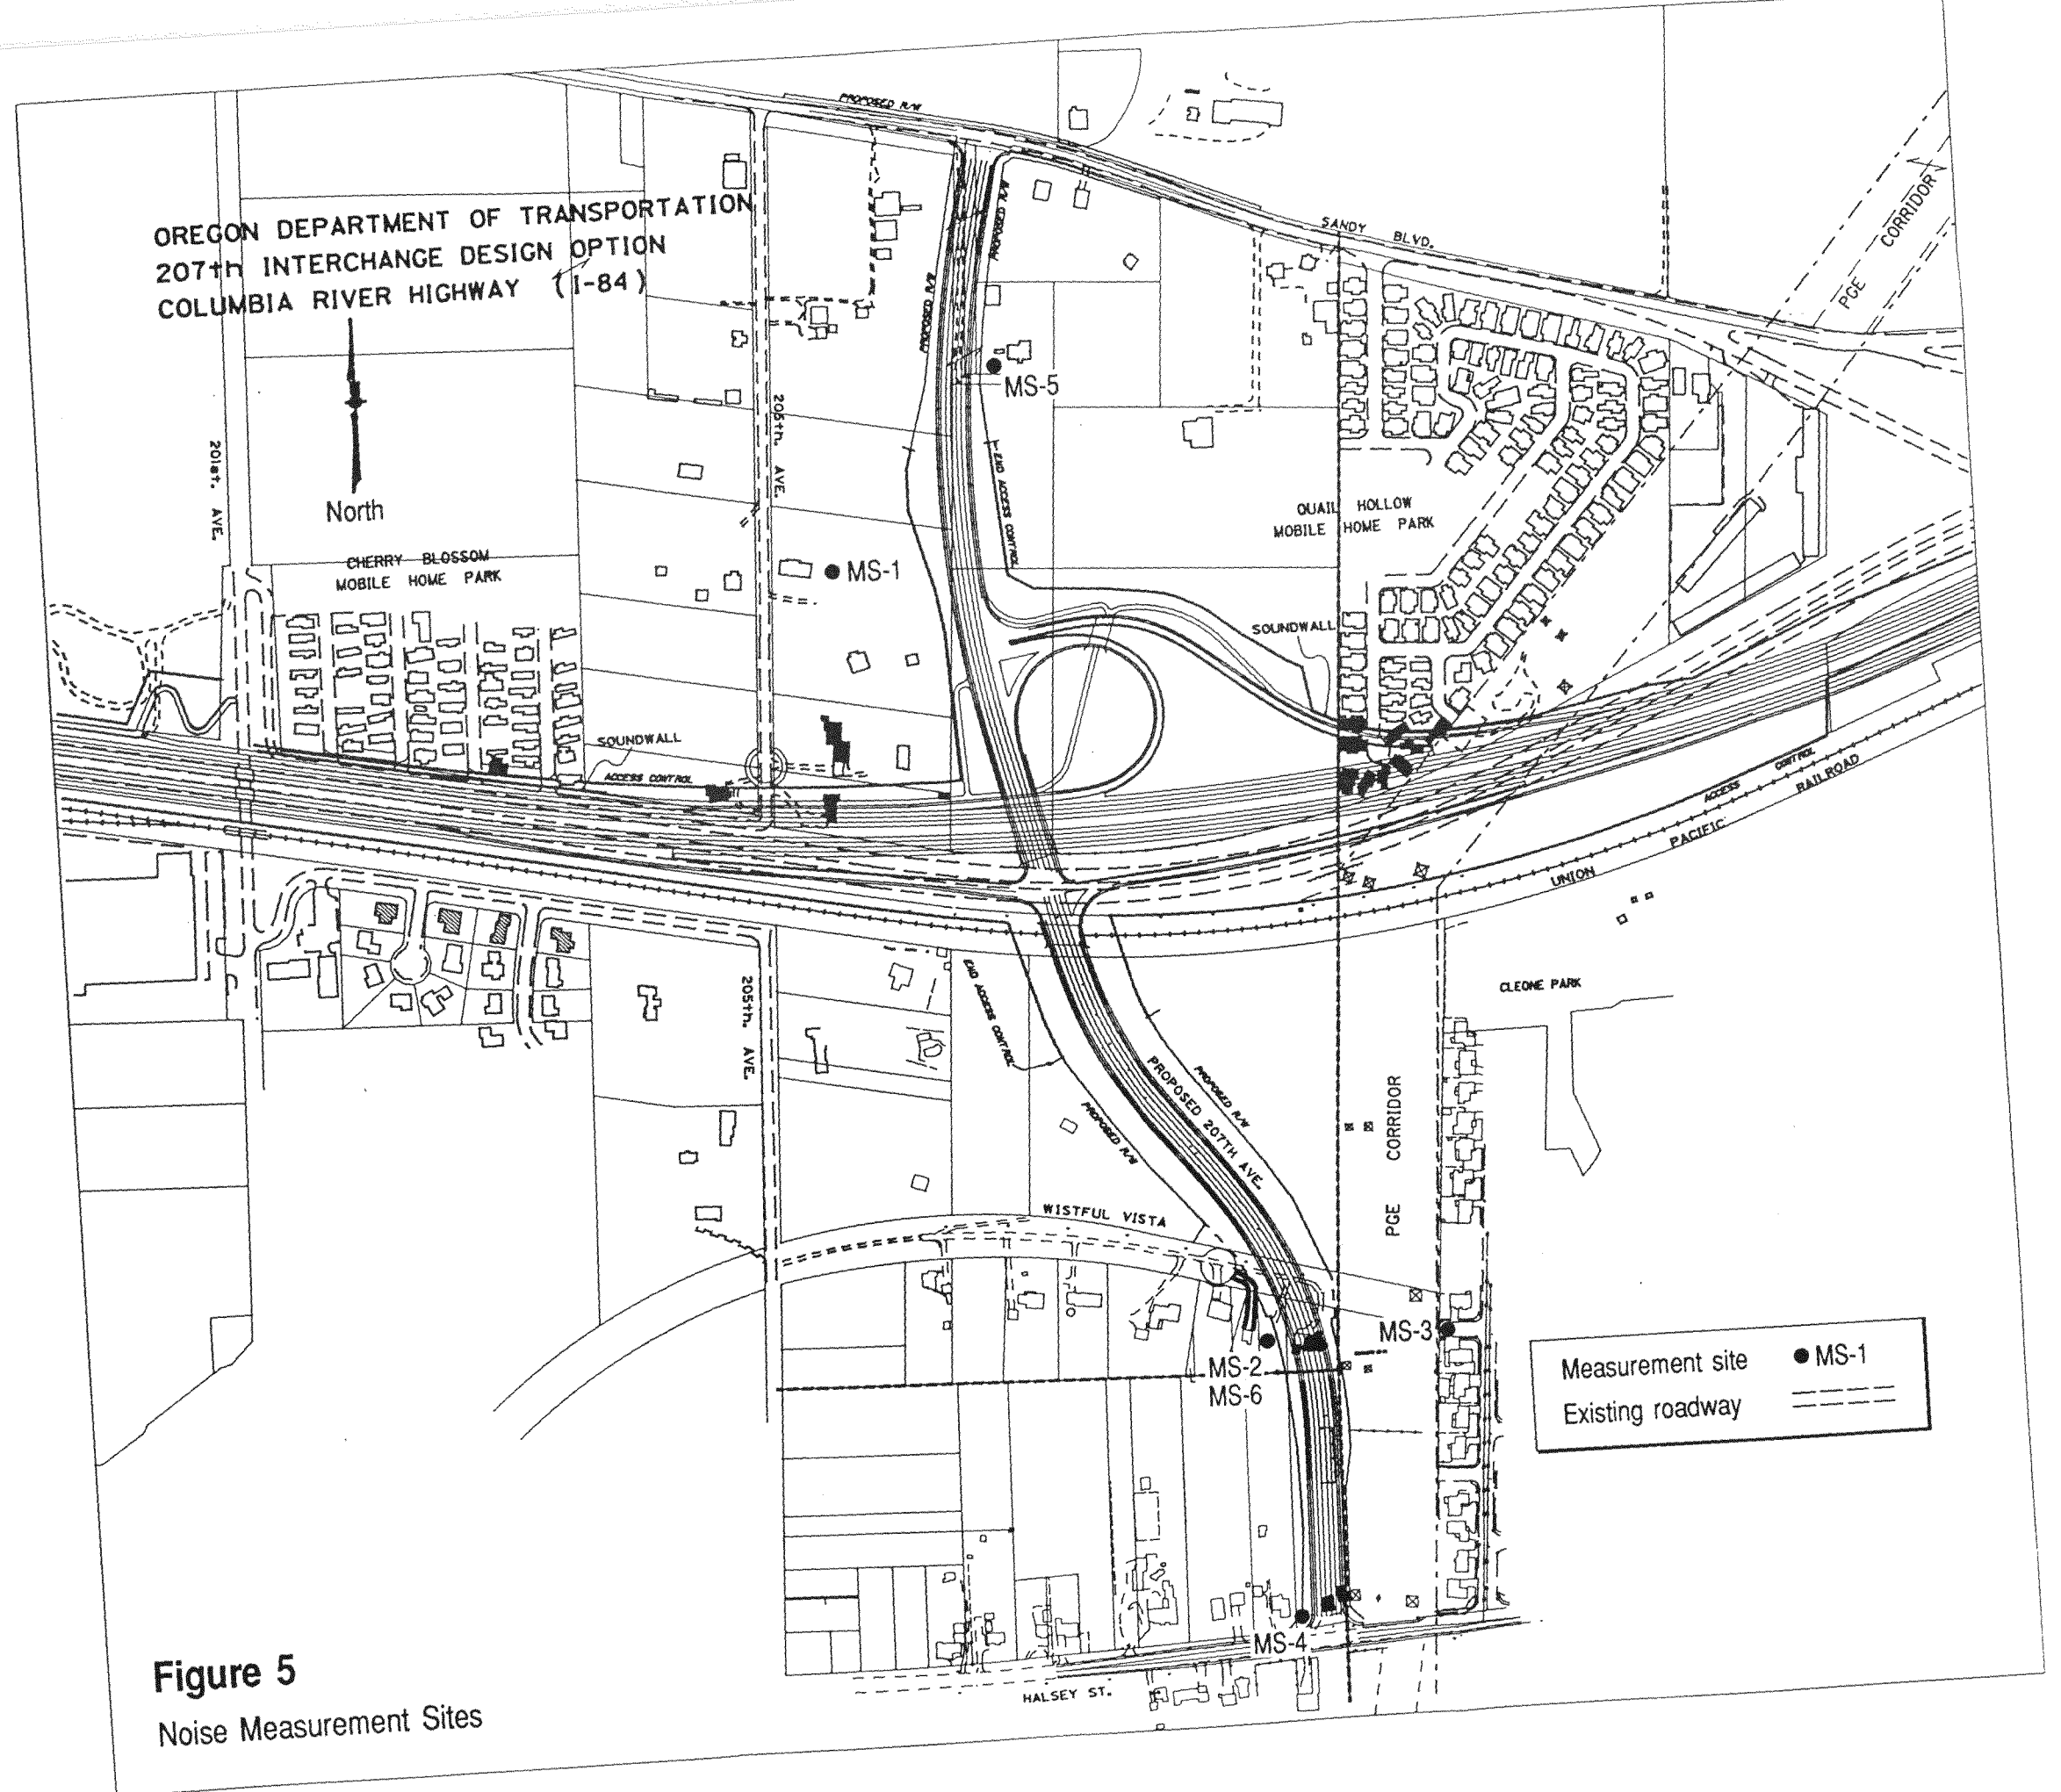 PROPOSED R/W
OREGON DEPARTMENT OF TRANSPORTATION
207th INTERCHANGE DESIGN OPTION
COLUMBIA RIVER HIGHWAY (I-84)
North
201st. AVE.
205th. AVE.
PROPOSED R/W
PROPOSED R/W
SANDY BLVD.
PGE CORRIDOR
MS-5
END ACCESS CONTROL
QUAIL HOLLOW
MOBILE HOME PARK
CHERRY BLOSSOM
MOBILE HOME PARK
MS-1
SOUNDWALL
SOUNDWALL
ACCESS CONTROL
ACCESS CONTROL
UNION PACIFIC RAILROAD
205th. AVE.
END ACCESS CONTROL
CLEONE PARK
PROPOSED R/W
PROPOSED 207TH AVE.
PROPOSED R/W
PGE CORRIDOR
WISTFUL VISTA
MS-3
MS-2
MS-6
Measurement site MS-1
Existing roadway
MS-4
HALSEY ST.
Figure 5
Noise Measurement Sites